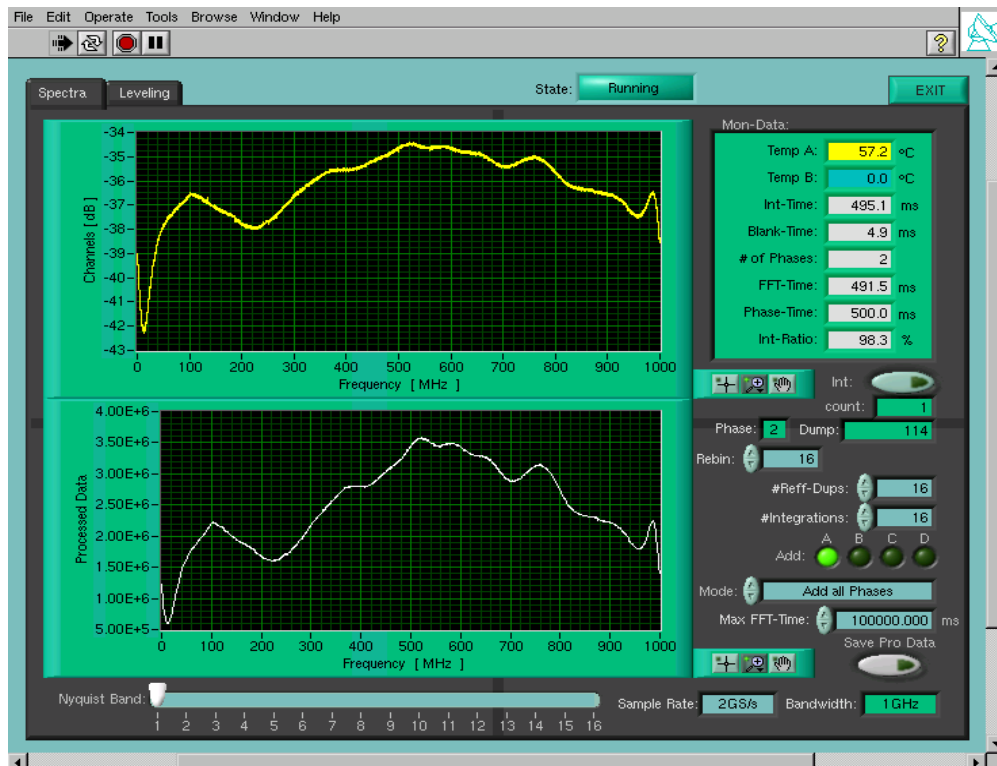 File Edit Operate Tools Browse Window Help
?
Spectra Leveling State: Running EXIT
Channels [ dB ]
-34
-35
-36
-37
-38
-39
-40
-41
-42
-43
0 100 200 300 400 500 600 700 800 900 1000
Frequency [ MHz ]
Processed Data
4.00E+6
3.50E+6
3.00E+6
2.50E+6
2.00E+6
1.50E+6
1.00E+6
5.00E+5
0 100 200 300 400 500 600 700 800 900 1000
Frequency [ MHz ]
Mon-Data:
Temp A: 57.2 °C
Temp B: 0.0 °C
Int-Time: 495.1 ms
Blank-Time: 4.9 ms
# of Phases: 2
FFT-Time: 491.5 ms
Phase-Time: 500.0 ms
Int-Ratio: 98.3 %
Int:
count: 1
Phase: 2 Dump: 114
Rebin: 16
#Reff-Dups: 16
#Integrations: 16
A B C D
Add:
Mode: Add all Phases
Max FFT-Time: 100000.000 ms
Save Pro Data
Nyquist Band:
1 2 3 4 5 6 7 8 9 10 11 12 13 14 15 16
Sample Rate: 2GS/s Bandwidth: 1GHz